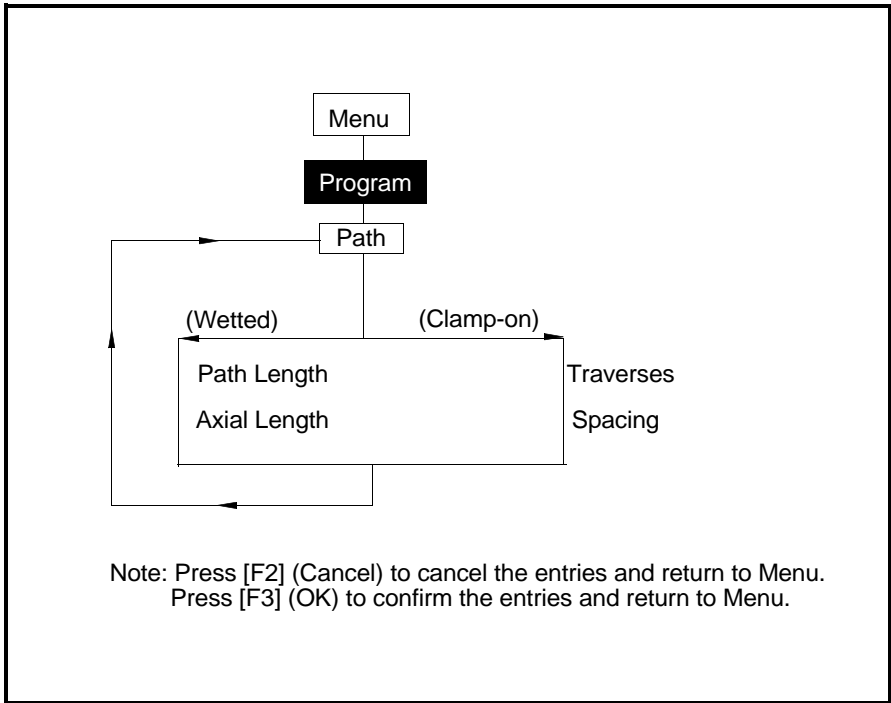 Menu
Program
Path
(Wetted) (Clamp-on)
Path Length Traverses
Axial Length Spacing
Note: Press [F2] (Cancel) to cancel the entries and return to Menu.
Press [F3] (OK) to confirm the entries and return to Menu.